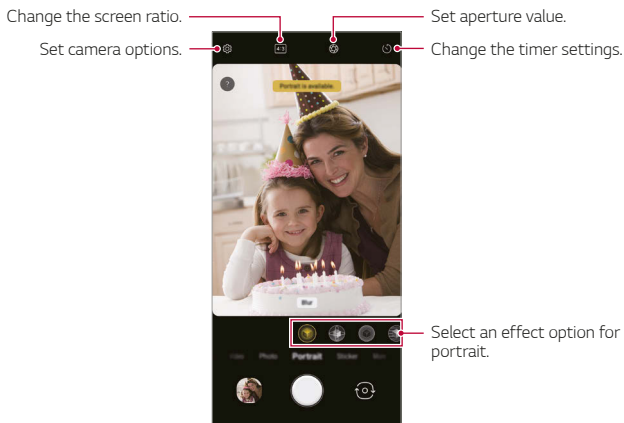 Change the screen ratio.
Set aperture value.
Set camera options.
Change the timer settings.
4:3
?
Portrait is available.
Blur
Select an effect option for
portrait.
Photo
Portrait
Sticker